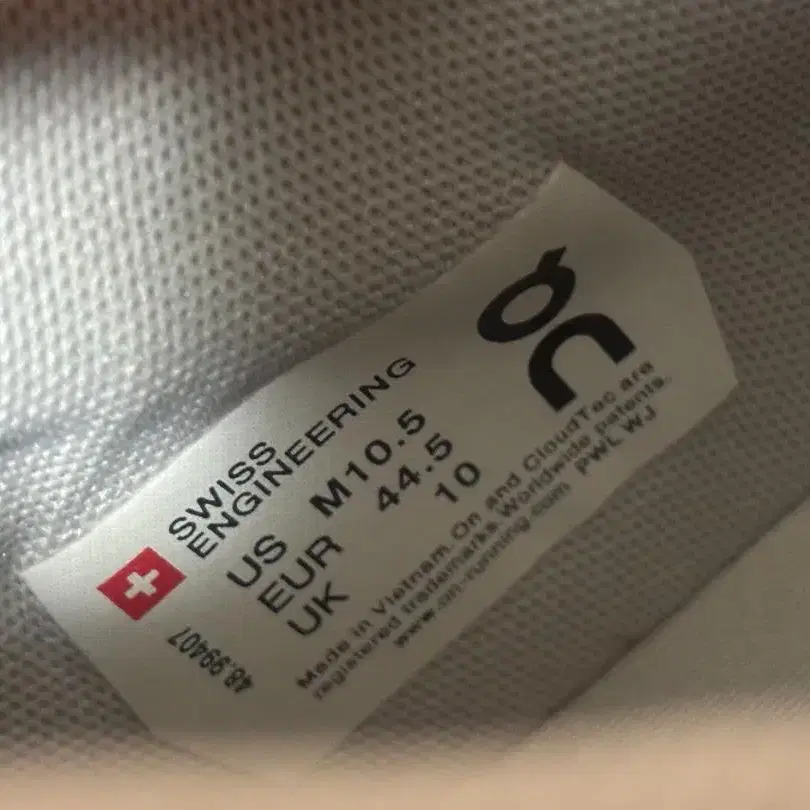 on
SWISS
ENGINEERING
US M10.5
EUR 44.5
UK 10
Made in Vietnam. On and CloudTec are
registered trademarks. Worldwide patents.
www.on-running.com PWL WJ
48.99407